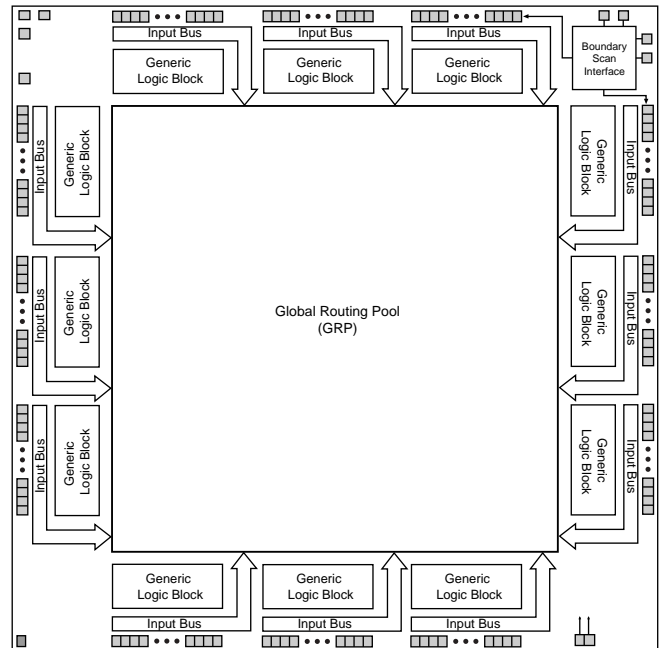 Input Bus
Input Bus
Input Bus
Generic
Logic Block
Generic
Logic Block
Generic
Logic Block
Boundary
Scan
Interface
Input Bus
Generic
Logic Block
Generic
Logic Block
Input Bus
Input Bus
Generic
Logic Block
Global Routing Pool
(GRP)
Generic
Logic Block
Input Bus
Input Bus
Generic
Logic Block
Generic
Logic Block
Input Bus
Generic
Logic Block
Generic
Logic Block
Generic
Logic Block
Input Bus
Input Bus
Input Bus